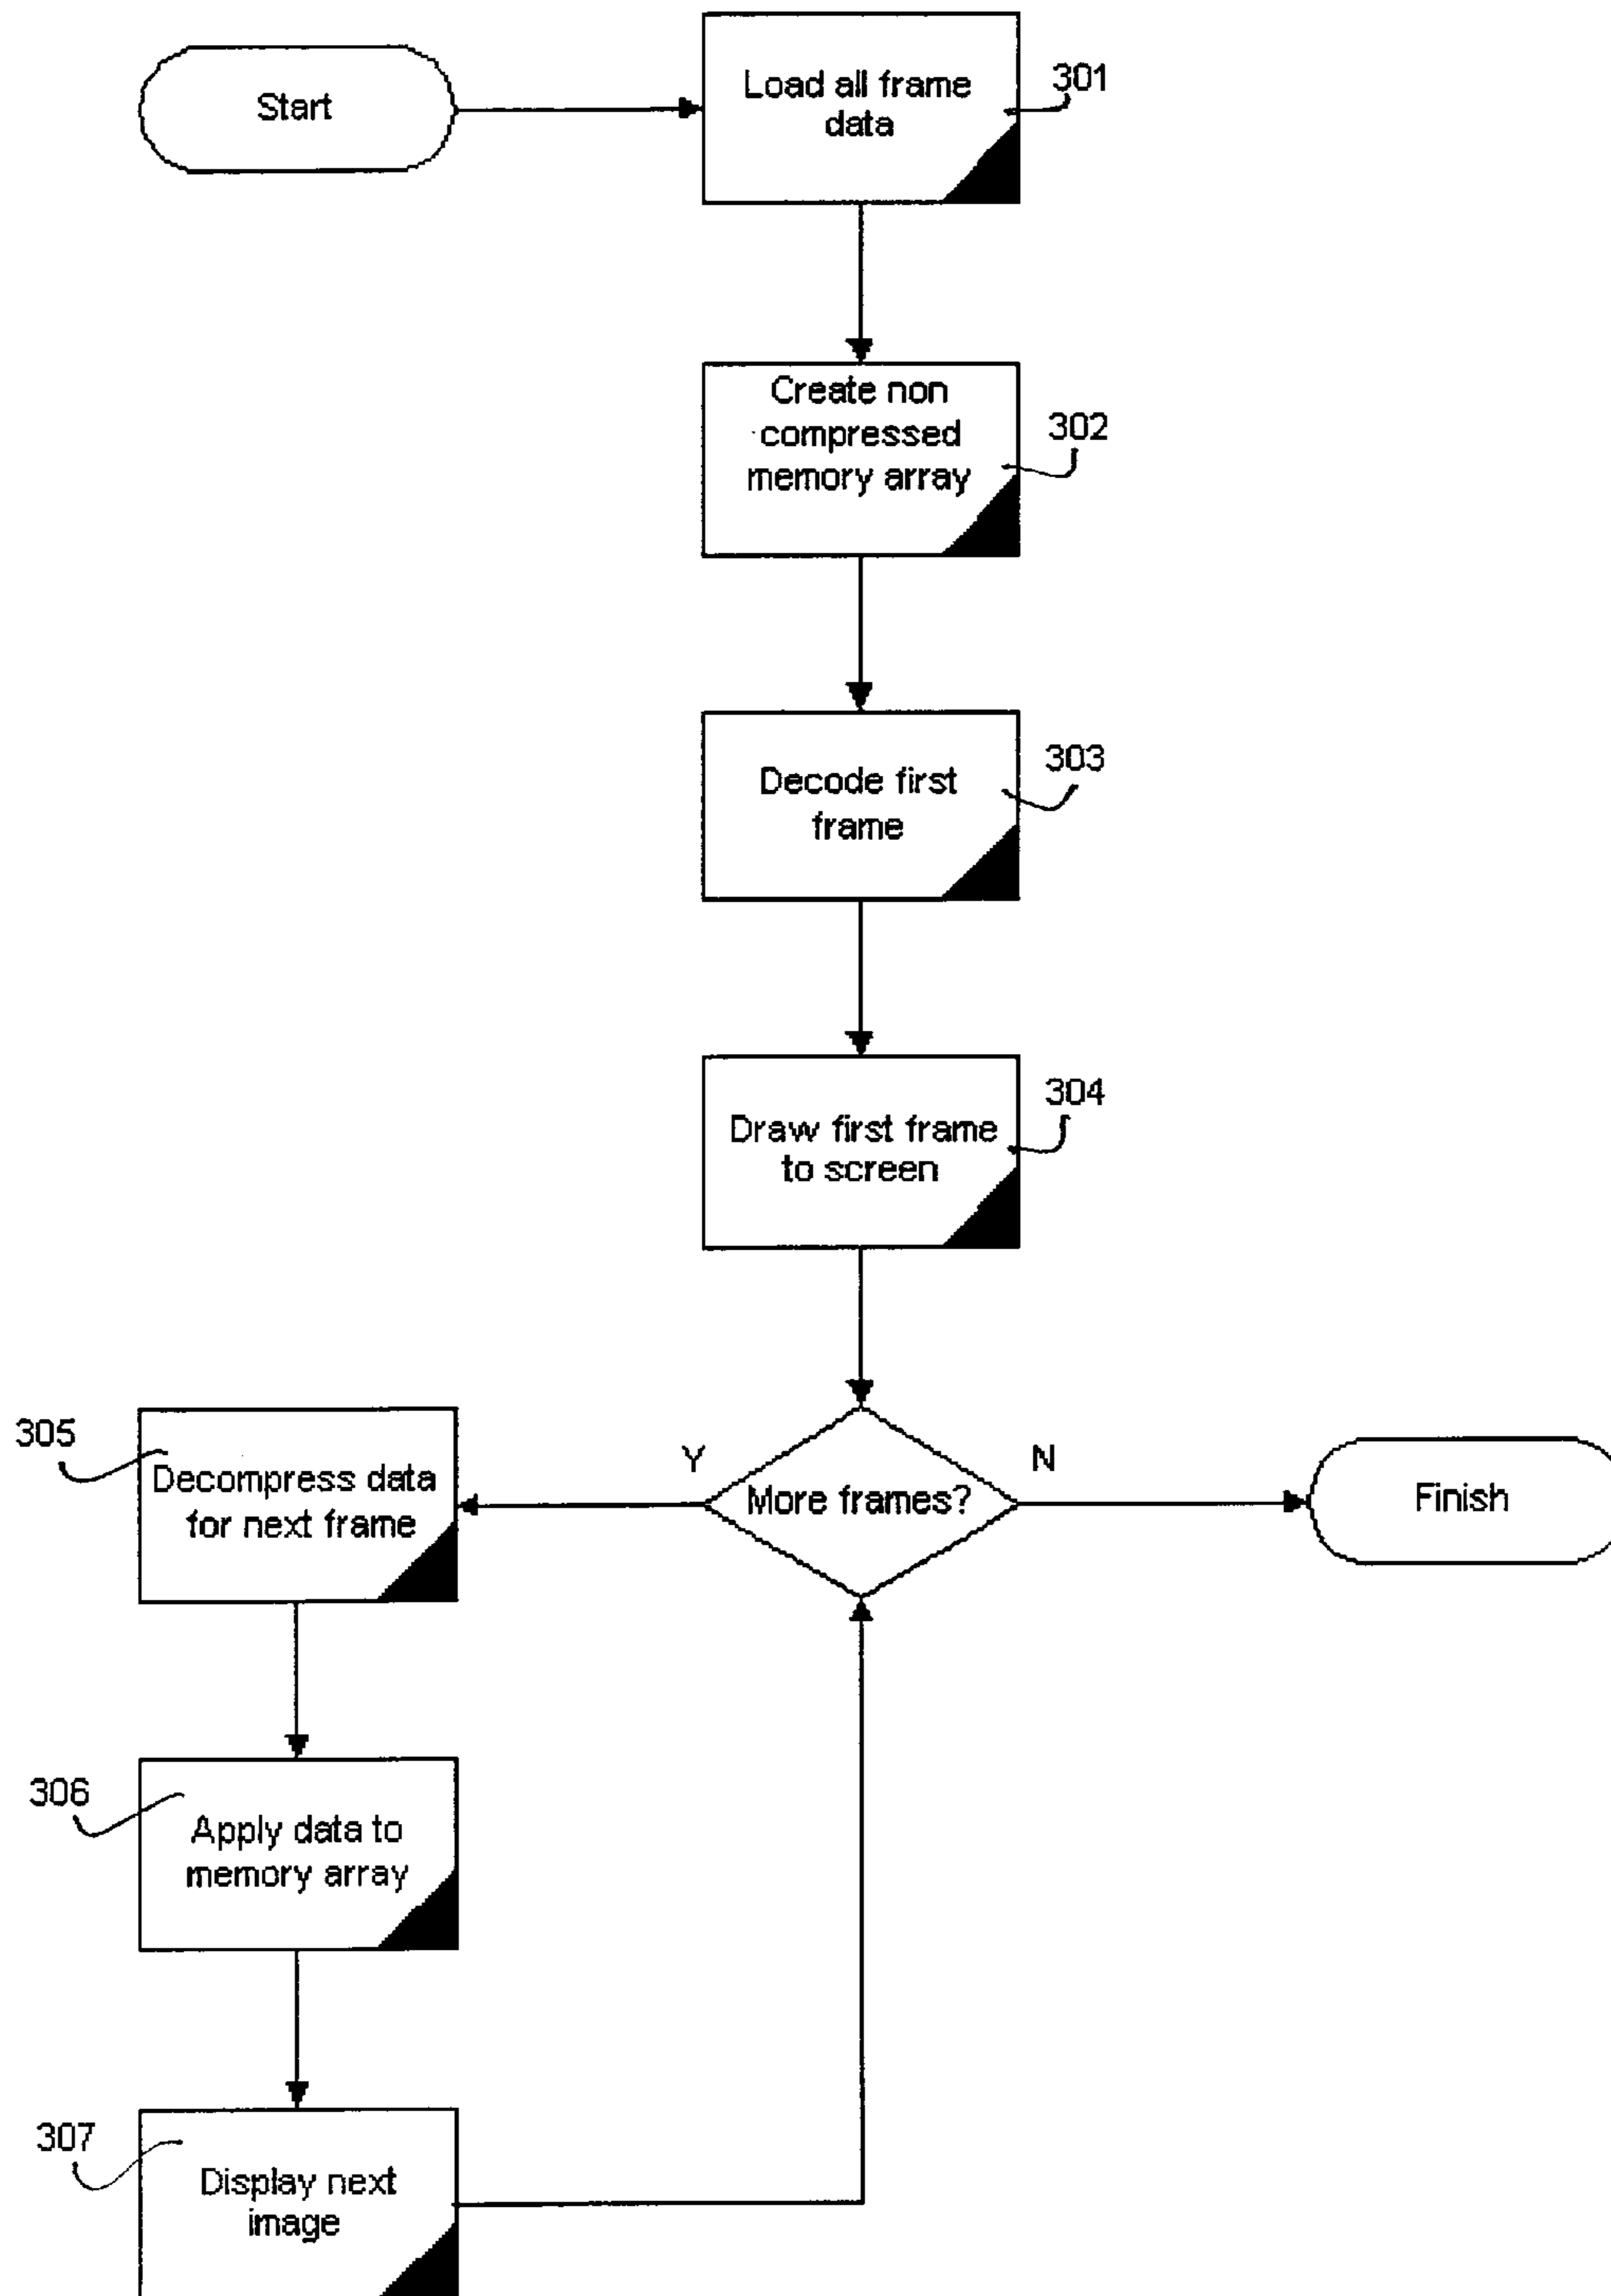 Start
Load all frame
data
301
Create non
compressed
memory array
302
Decode first
frame
303
Draw first frame
to screen
304
More frames?
Y
N
Finish
305
Decompress data
for next frame
306
Apply data to
memory array
307
Display next
image